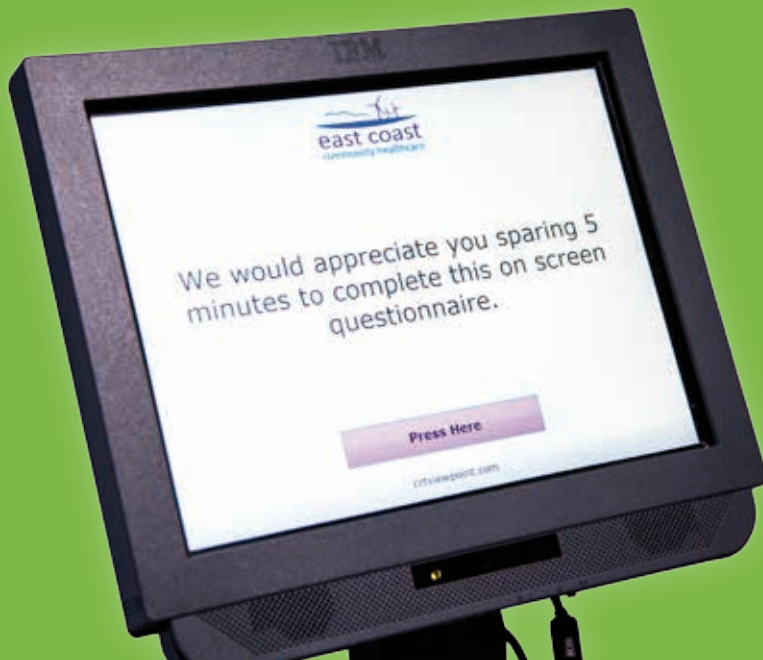 IBM
east coast
community healthcare
We would appreciate you sparing 5
minutes to complete this on screen
questionnaire.
Press Here
crtviewpoint.com